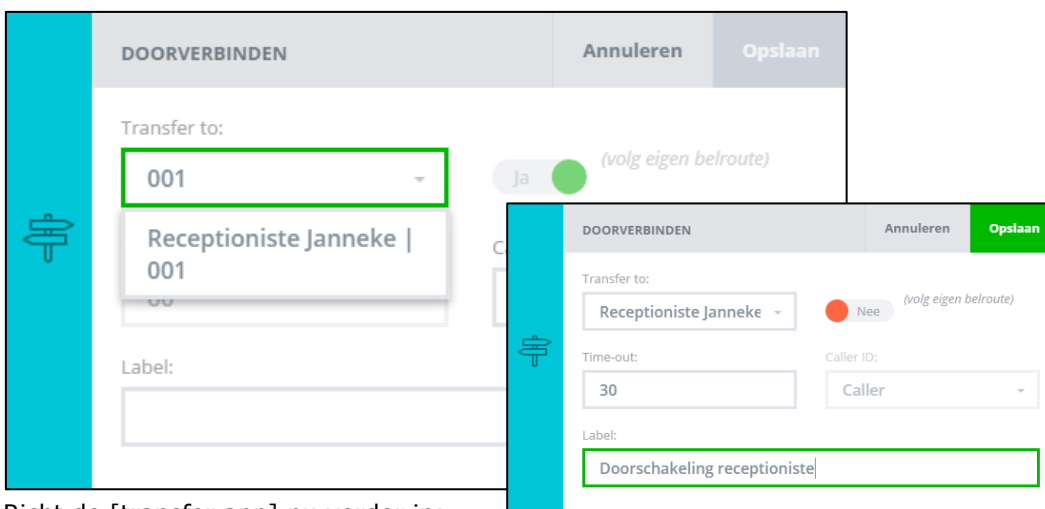 DOORVERBINDEN
Annuleren
Opslaan
Transfer to:
001
Ja
(volg eigen belroute)
Receptioniste Janneke |
001
Label:
DOORVERBINDEN
Annuleren
Opslaan
Transfer to:
Receptioniste Janneke
Nee
(volg eigen belroute)
Time-out:
30
Caller ID:
Caller
Label:
Doorschakeling receptioniste